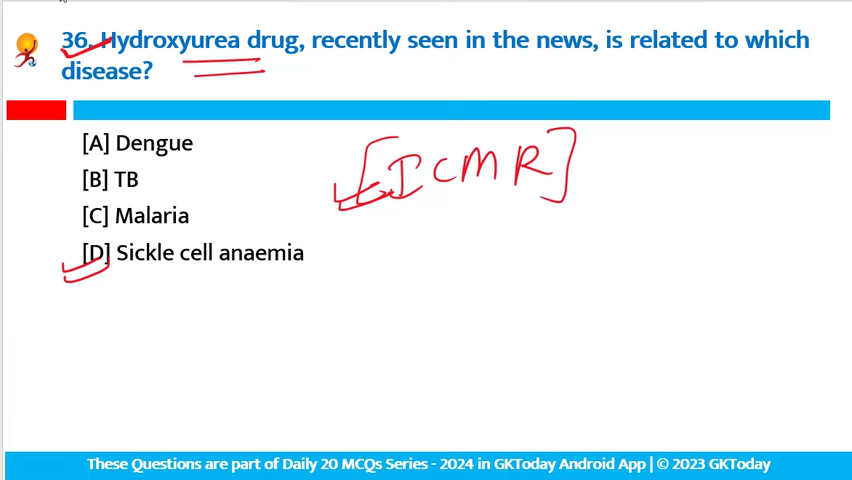 36. Hydroxyurea drug, recently seen in the news, is related to which
disease?
[A] Dengue
[ICMR]
[B] TB
[C] Malaria
[D] Sickle cell anaemia
These Questions are part of Daily 20 MCQs Series - 2024 in GKToday Android App | © 2023 GKToday